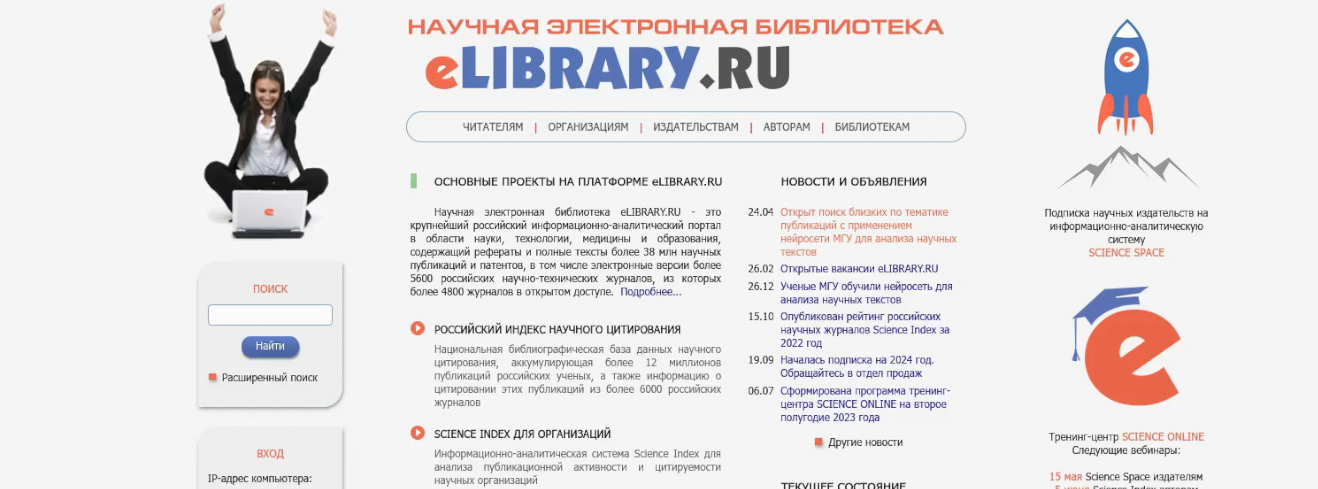 НАУЧНАЯ ЭЛЕКТРОННАЯ БИБЛИОТЕКА
eLIBRARY.RU
ЧИТАТЕЛЯМ | ОРГАНИЗАЦИЯМ | ИЗДАТЕЛЬСТВАМ | АВТОРАМ | БИБЛИОТЕКАМ
ПОИСК
Найти
Расширенный поиск
ВХОД
IP-адрес компьютера:
ОСНОВНЫЕ ПРОЕКТЫ НА ПЛАТФОРМЕ eLIBRARY.RU
Научная электронная библиотека eLIBRARY.RU - это
крупнейший российский информационно-аналитический портал
в области науки, технологии, медицины и образования,
содержащий рефераты и полные тексты более 38 млн научных
публикаций и патентов, в том числе электронные версии более
5600 российских научно-технических журналов, из которых
более 4800 журналов в открытом доступе. Подробнее...
РОССИЙСКИЙ ИНДЕКС НАУЧНОГО ЦИТИРОВАНИЯ
Национальная библиографическая база данных научного
цитирования, аккумулирующая более 12 миллионов
публикаций российских ученых, а также информацию о
цитировании этих публикаций из более 6000 российских
журналов
SCIENCE INDEX ДЛЯ ОРГАНИЗАЦИЙ
Информационно-аналитическая система Science Index для
анализа публикационной активности и цитируемости
научных организаций
НОВОСТИ И ОБЪЯВЛЕНИЯ
24.04 Открыт поиск близких по тематике
публикаций с применением
нейросети МГУ для анализа научных
текстов
26.02 Открытые вакансии eLIBRARY.RU
26.12 Ученые МГУ обучили нейросеть для
анализа научных текстов
15.10 Опубликован рейтинг российских
научных журналов Science Index за
2022 год
19.09 Началась подписка на 2024 год.
Обращайтесь в отдел продаж
06.07 Сформирована программа тренинг-
центра SCIENCE ONLINE на второе
полугодие 2023 года
Другие новости
ТЕКУЩЕЕ СОСТОЯНИЕ
Подписка научных издательств на
информационно-аналитическую
систему
SCIENCE SPACE
Тренинг-центр SCIENCE ONLINE
Следующие вебинары:
15 мая Science Space издателям
5 июня Science Index авторам